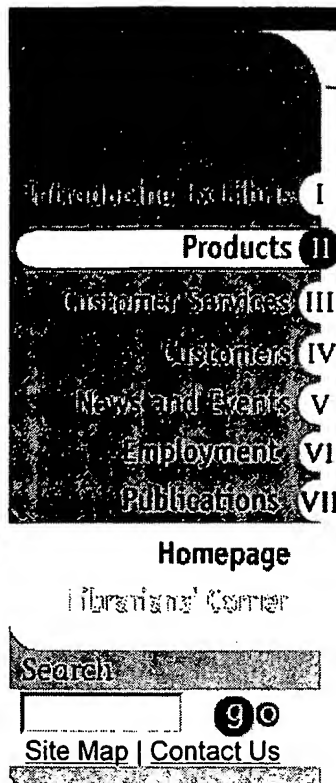 Introducing Ex Libris I
Products II
Customer Services III
Customers IV
News and Events V
Employment VI
Publications VII
Homepage
Librarians' Corner
Search
go
Site Map | Contact Us